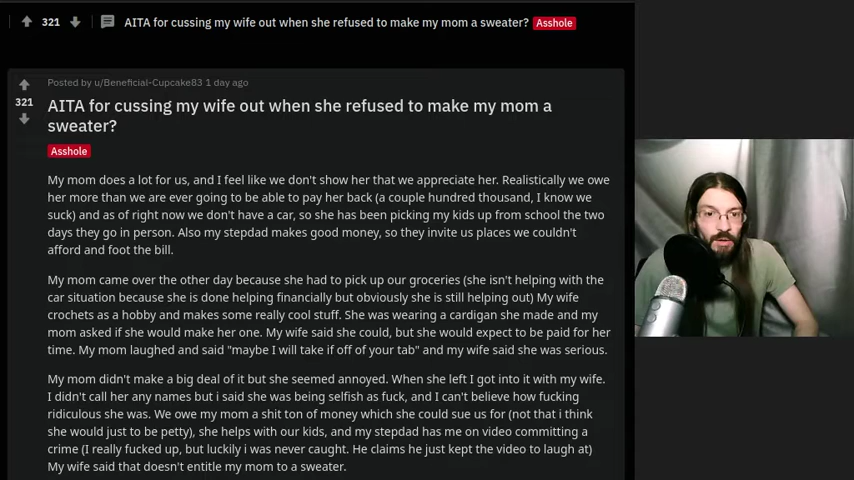 321 AITA for cussing my wife out when she refused to make my mom a sweater? Asshole
Posted by u/Beneficial-Cupcake83 1 day ago
321
AITA for cussing my wife out when she refused to make my mom a
sweater?
Asshole
My mom does a lot for us, and I feel like we don't show her that we appreciate her. Realistically we owe
her more than we are ever going to be able to pay her back (a couple hundred thousand, I know we
suck) and as of right now we don't have a car, so she has been picking my kids up from school the two
days they go in person. Also my stepdad makes good money, so they invite us places we couldn't
afford and foot the bill.
My mom came over the other day because she had to pick up our groceries (she isn't helping with the
car situation because she is done helping financially but obviously she is still helping out) My wife
crochets as a hobby and makes some really cool stuff. She was wearing a cardigan she made and my
mom asked if she would make her one. My wife said she could, but she would expect to be paid for her
time. My mom laughed and said "maybe I will take if off of your tab" and my wife said she was serious.
My mom didn't make a big deal of it but she seemed annoyed. When she left I got into it with my wife.
I didn't call her any names but i said she was being selfish as fuck, and I can't believe how fucking
ridiculous she was. We owe my mom a shit ton of money which she could sue us for (not that i think
she would just to be petty), she helps with our kids, and my stepdad has me on video committing a
crime (I really fucked up, but luckily i was never caught. He claims he just kept the video to laugh at)
My wife said that doesn't entitle my mom to a sweater.